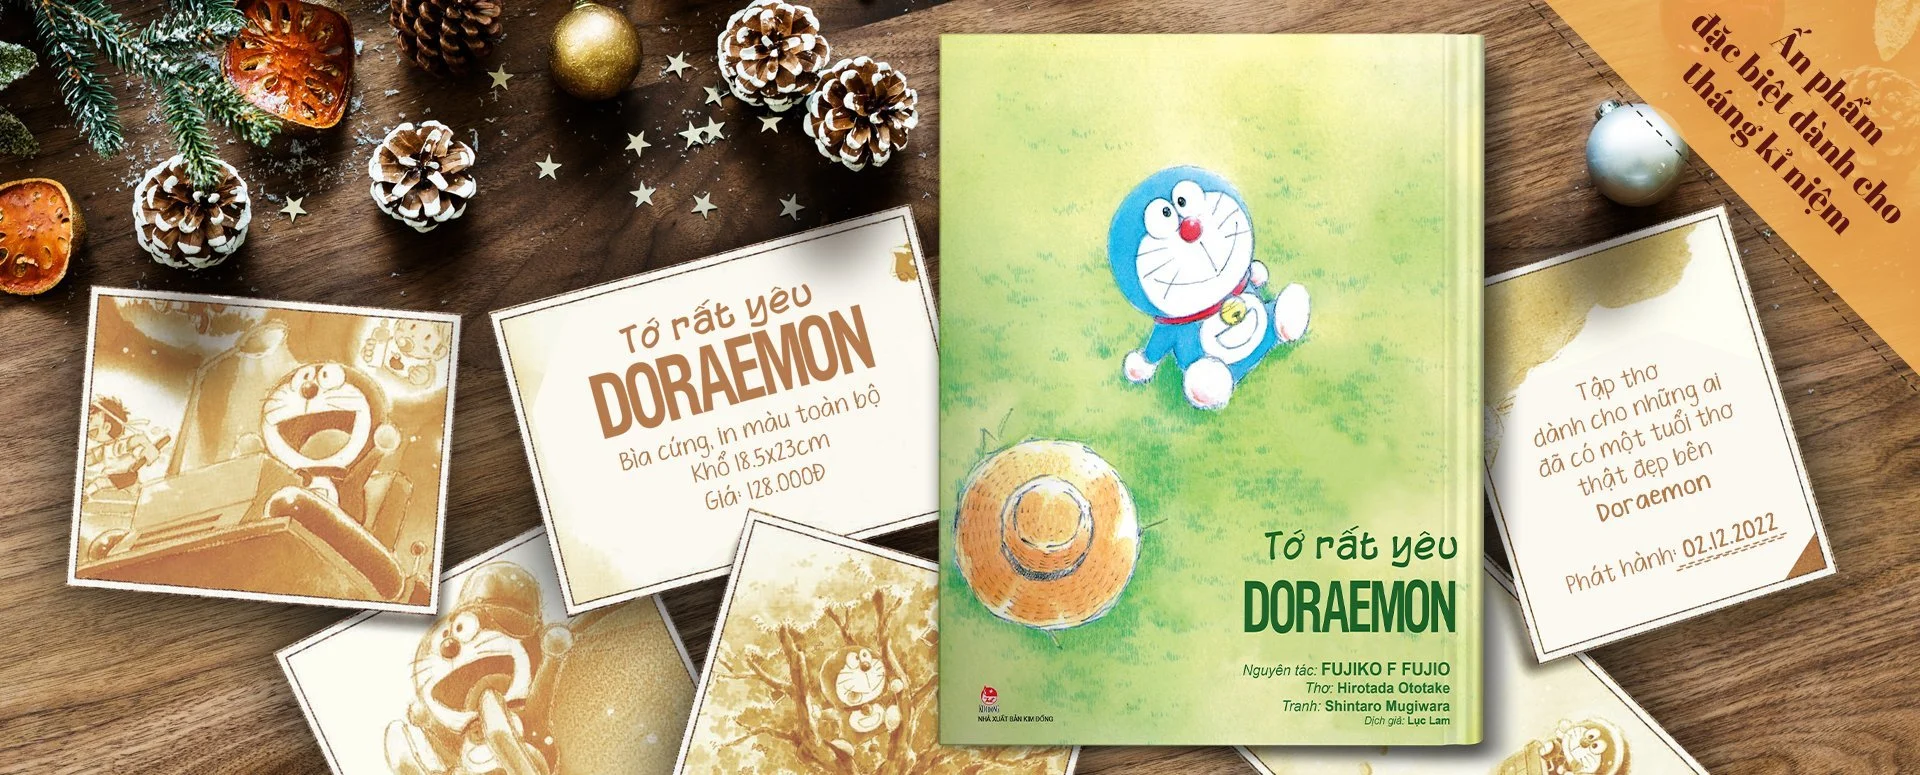 Tớ rất yêu
DORAEMON
Bìa cứng, in màu toàn bộ
Khổ 18.5x23cm
Giá: 128.000Đ
Tớ rất yêu
DORAEMON
Nguyên tác: FUJIKO F FUJIO
Thơ: Hirotada Ototake
Tranh: Shintaro Mugiwara
Dịch giả: Lục Lam
KIM ĐỒNG
NHÀ XUẤT BẢN KIM ĐỒNG
Ấn phẩm
đặc biệt dành cho
tháng kỉ niệm
Tập thơ
dành cho những ai
đã có một tuổi thơ
thật đẹp bên
Doraemon
Phát hành: 02.12.2022